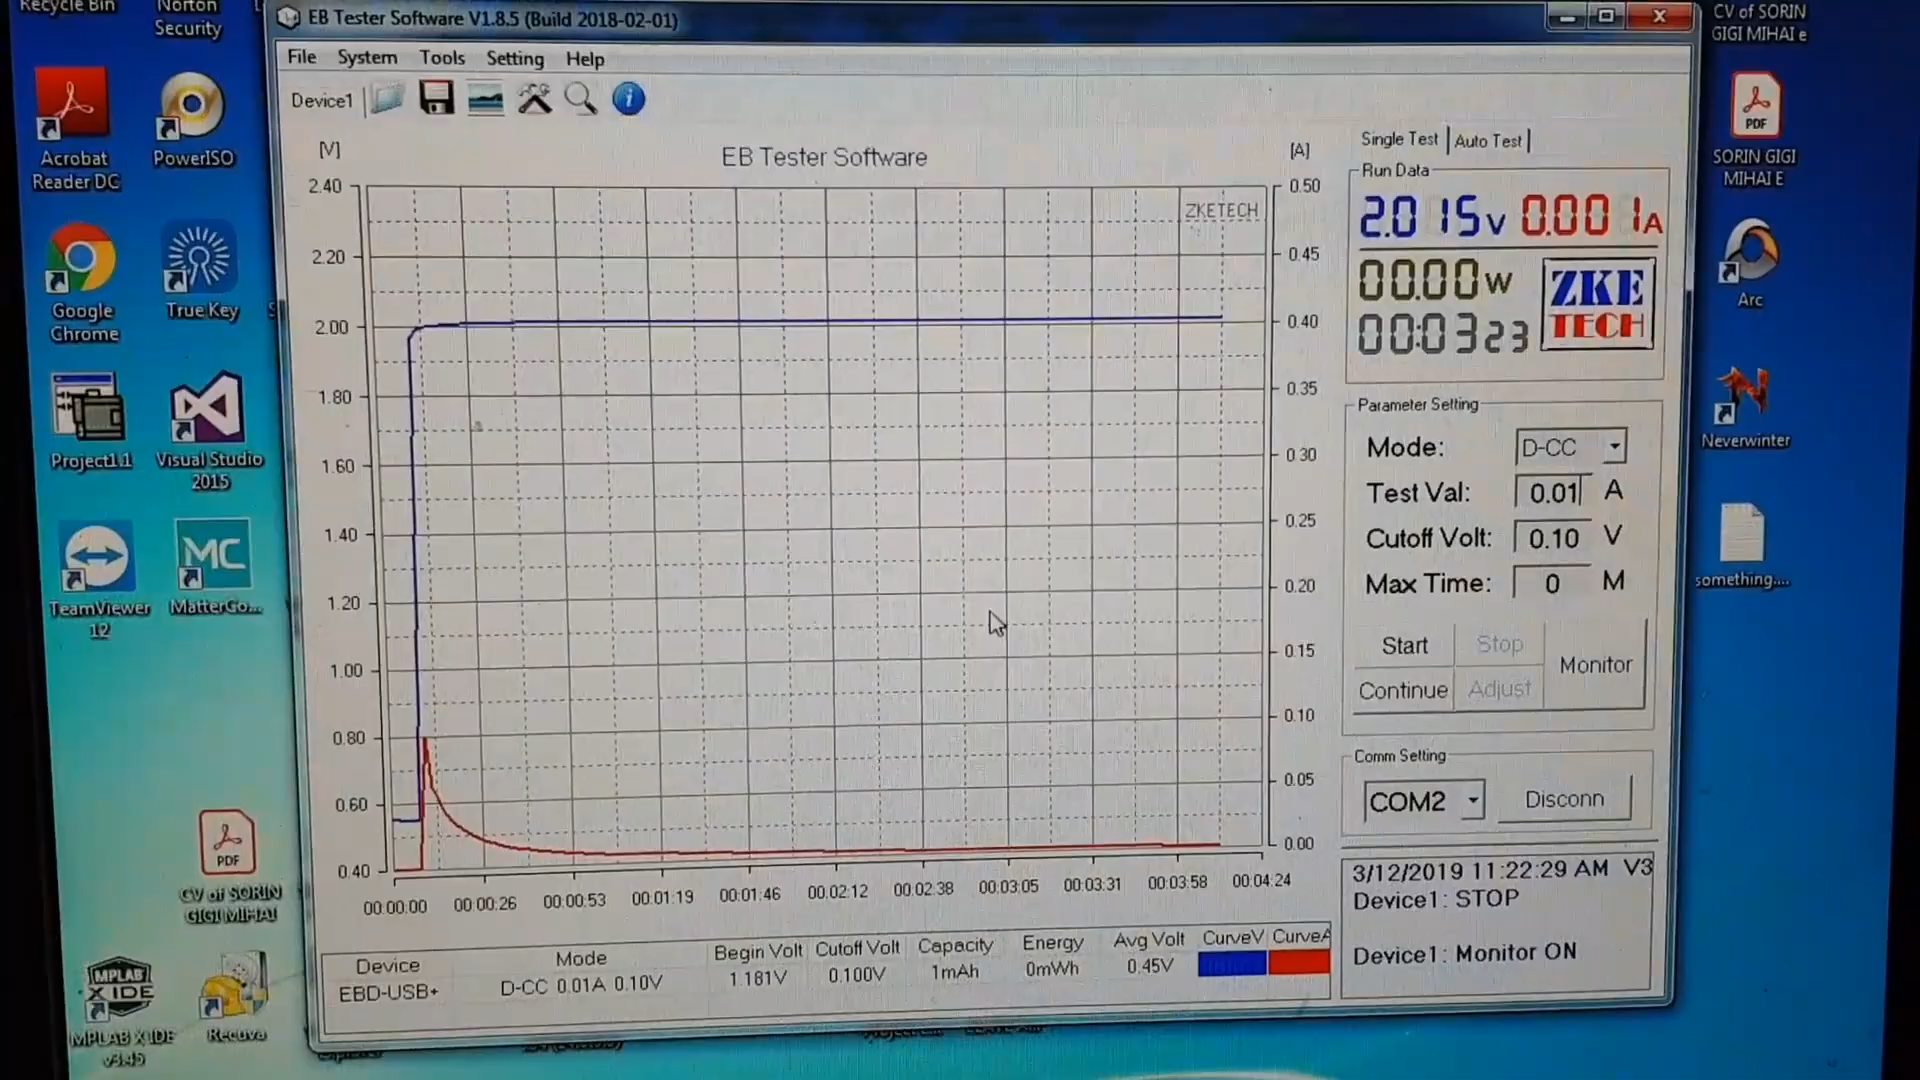 Recycle Bin
Norton
Security
EB Tester Software V1.8.5 (Build 2018-02-01)
CV of SORIN
GIGI MIHAI e
File System Tools Setting Help
Device1
Acrobat
Reader DC
PowerISO
Google
Chrome
True Key
Project1.1
Visual Studio
2015
TeamViewer
12
MC
MatterCo...
PDF
CV of SORIN
GIGI MIHAI
MPLAB
X IDE
MPLAB X IDE
v3.45
Recuva
[V]
EB Tester Software
[A]
ZKETECH
2.40
2.20
2.00
1.80
1.60
1.40
1.20
1.00
0.80
0.60
0.40
0.50
0.45
0.40
0.35
0.30
0.25
0.20
0.15
0.10
0.05
0.00
00:00:00 00:00:26 00:00:53 00:01:19 00:01:46 00:02:12 00:02:38 00:03:05 00:03:31 00:03:58 00:04:24
Device Mode Begin Volt Cutoff Volt Capacity Energy Avg Volt CurveV CurveA
EBD-USB+ D-CC 0.01A 0.10V 1.181V 0.100V 1mAh 0mWh 0.45V
Single Test Auto Test
Run Data
2.015V 0.001A
00.00W
00:0323
ZKE
TECH
Parameter Setting
Mode: D-CC
Test Val: 0.01 A
Cutoff Volt: 0.10 V
Max Time: 0 M
Start Stop Monitor
Continue Adjust
Comm Setting
COM2 Disconn
3/12/2019 11:22:29 AM V3
Device1: STOP
Device1: Monitor ON
PDF
SORIN GIGI
MIHAI E
Arc
Neverwinter
something....